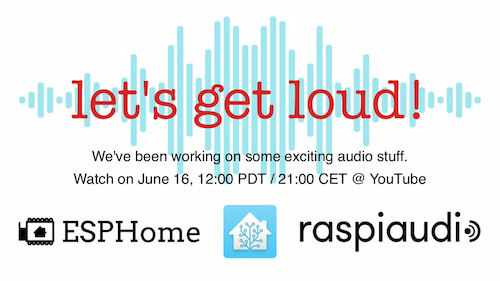 let's get loud!
We've been working on some exciting audio stuff.
Watch on June 16, 12:00 PDT / 21:00 CET @ YouTube
ESPHome
raspiaudio